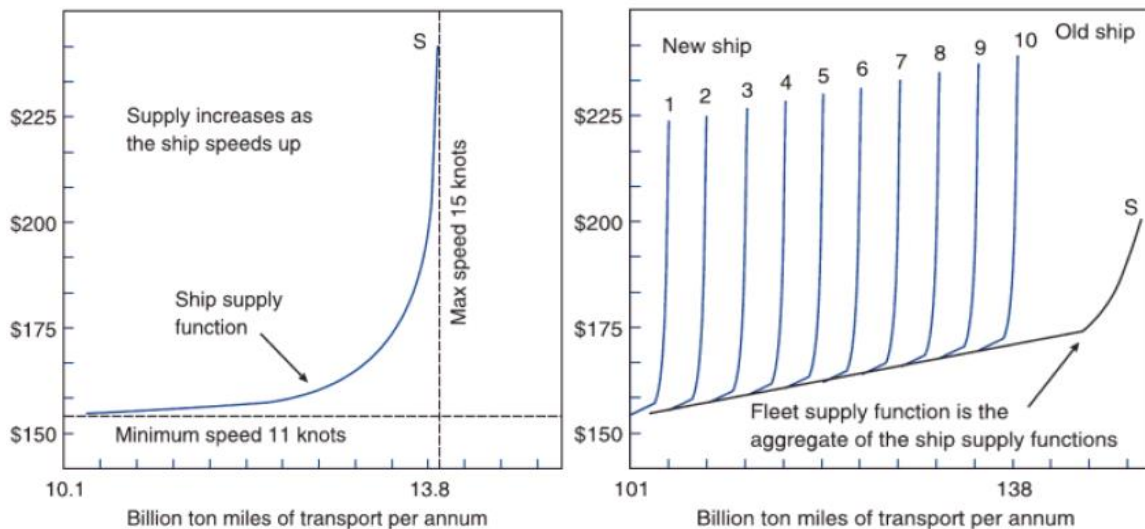 S
$225
$200
$175
$150
Supply increases as
the ship speeds up
Max speed 15 knots
Ship supply
function
Minimum speed 11 knots
10.1
13.8
Billion ton miles of transport per annum
New ship
Old ship
1
2
3
4
5
6
7
8
9
10
$225
$200
$175
$150
S
Fleet supply function is the
aggregate of the ship supply functions
101
138
Billion ton miles of transport per annum